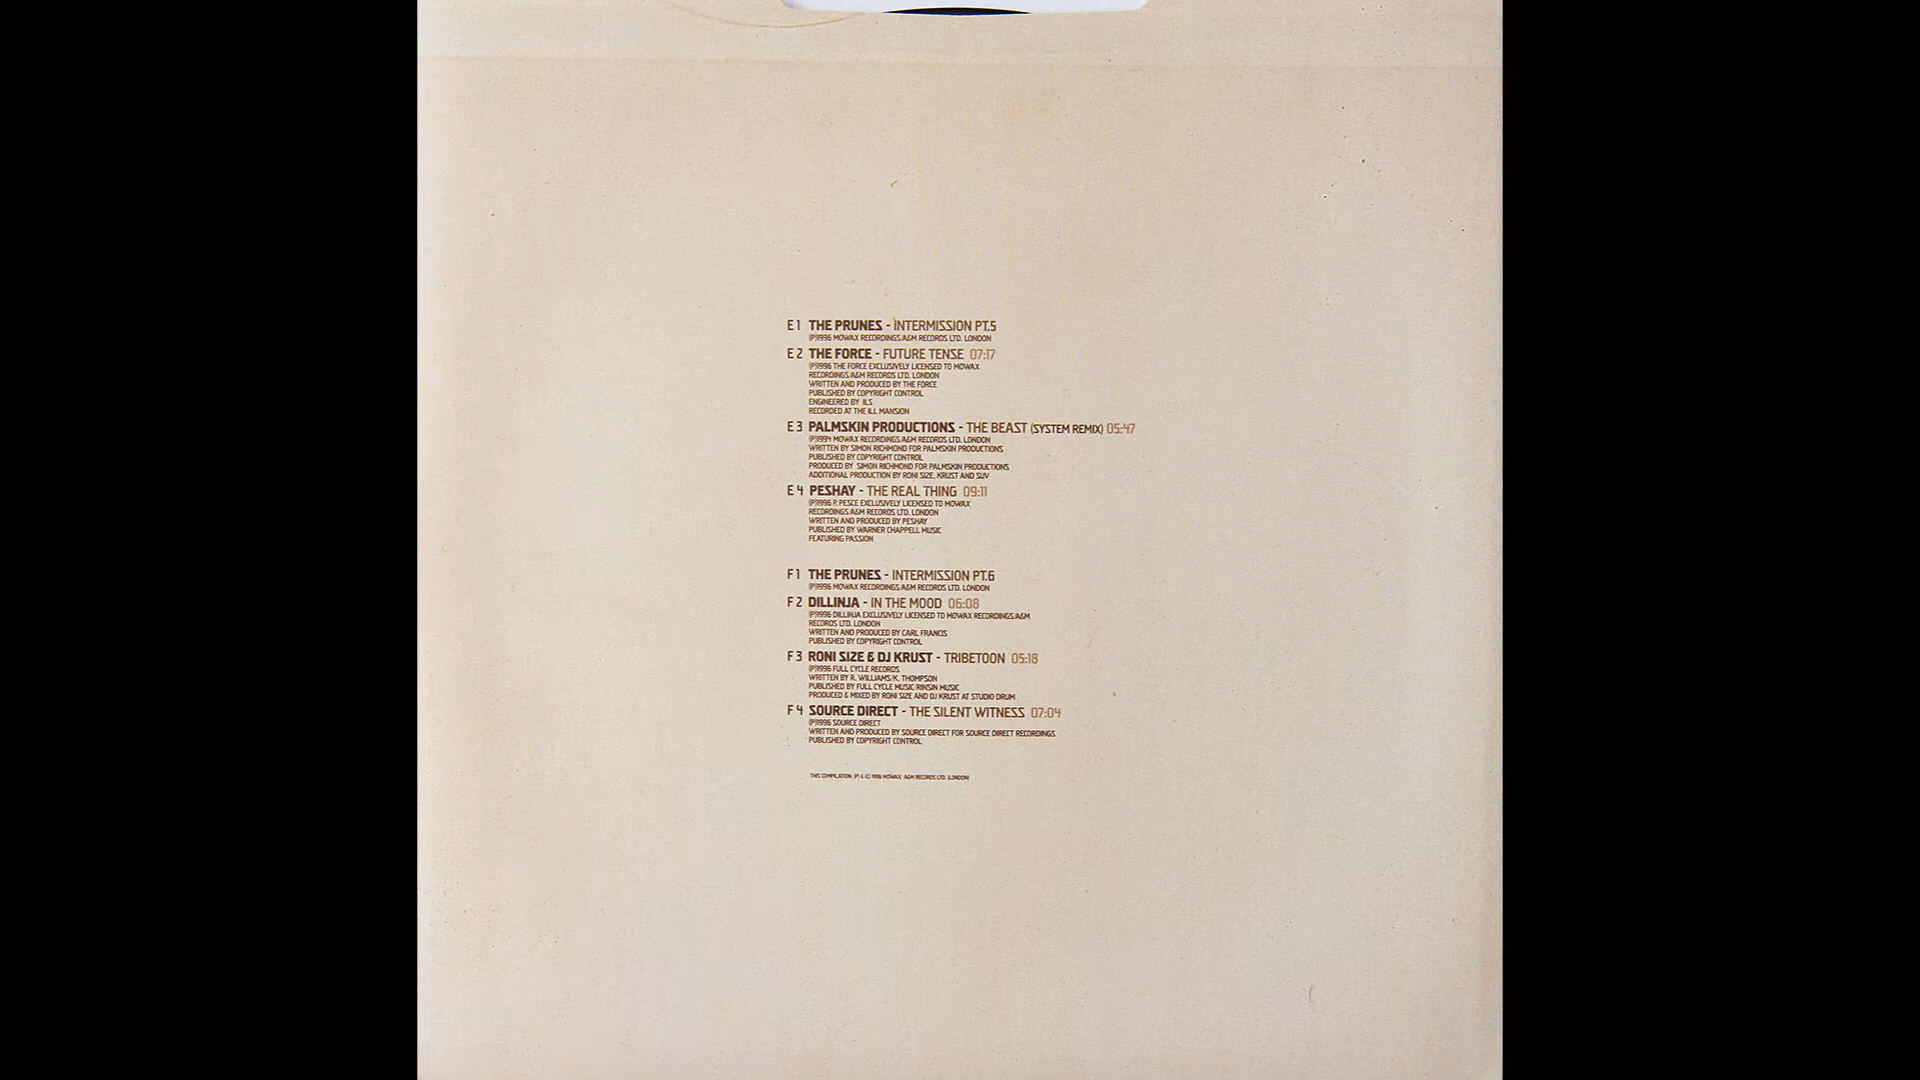 E1 THE PRUNES - INTERMISSION PT.5
(P)1996 MOWAX RECORDINGS/A&M RECORDS LTD. LONDON
E2 THE FORCE - FUTURE TENSE 07:17
(P)1996 THE FORCE EXCLUSIVELY LICENSED TO MOWAX
RECORDINGS/A&M RECORDS LTD. LONDON
WRITTEN AND PRODUCED BY THE FORCE
PUBLISHED BY COPYRIGHT CONTROL
ENGINEERED BY ILS
RECORDED AT THE ILL MANSION
E3 PALMSKIN PRODUCTIONS - THE BEAST (SYSTEM REMIX) 05:47
(P)1994 MOWAX RECORDINGS/A&M RECORDS LTD. LONDON
WRITTEN BY SIMON RICHMOND FOR PALMSKIN PRODUCTIONS
PUBLISHED BY COPYRIGHT CONTROL
PRODUCED BY SIMON RICHMOND FOR PALMSKIN PRODUCTIONS
ADDITIONAL PRODUCTION BY RONI SIZE, KRUST AND SUV
E4 PESHAY - THE REAL THING 09:11
(P)1996 P. PESCE EXCLUSIVELY LICENSED TO MOWAX
RECORDINGS/A&M RECORDS LTD. LONDON
WRITTEN AND PRODUCED BY PESHAY
PUBLISHED BY WARNER CHAPPELL MUSIC
FEATURING PASSION
F1 THE PRUNES - INTERMISSION PT.6
(P)1996 MOWAX RECORDINGS/A&M RECORDS LTD. LONDON
F2 DILLINJA - IN THE MOOD 06:08
(P)1996 DILLINJA EXCLUSIVELY LICENSED TO MOWAX RECORDINGS/A&M
RECORDS LTD. LONDON
WRITTEN AND PRODUCED BY CARL FRANCIS
PUBLISHED BY COPYRIGHT CONTROL
F3 RONI SIZE & DJ KRUST - TRIBETOON 05:18
(P)1996 FULL CYCLE RECORDS
WRITTEN BY R. WILLIAMS/K. THOMPSON
PUBLISHED BY FULL CYCLE MUSIC/RINSIN MUSIC
PRODUCED & MIXED BY RONI SIZE AND DJ KRUST AT STUDIO DRUM
F4 SOURCE DIRECT - THE SILENT WITNESS 07:04
(P)1996 SOURCE DIRECT
WRITTEN AND PRODUCED BY SOURCE DIRECT FOR SOURCE DIRECT RECORDINGS
PUBLISHED BY COPYRIGHT CONTROL
THIS COMPILATION (P) & (C) 1996 MOWAX/ A&M RECORDS LTD. (LONDON)